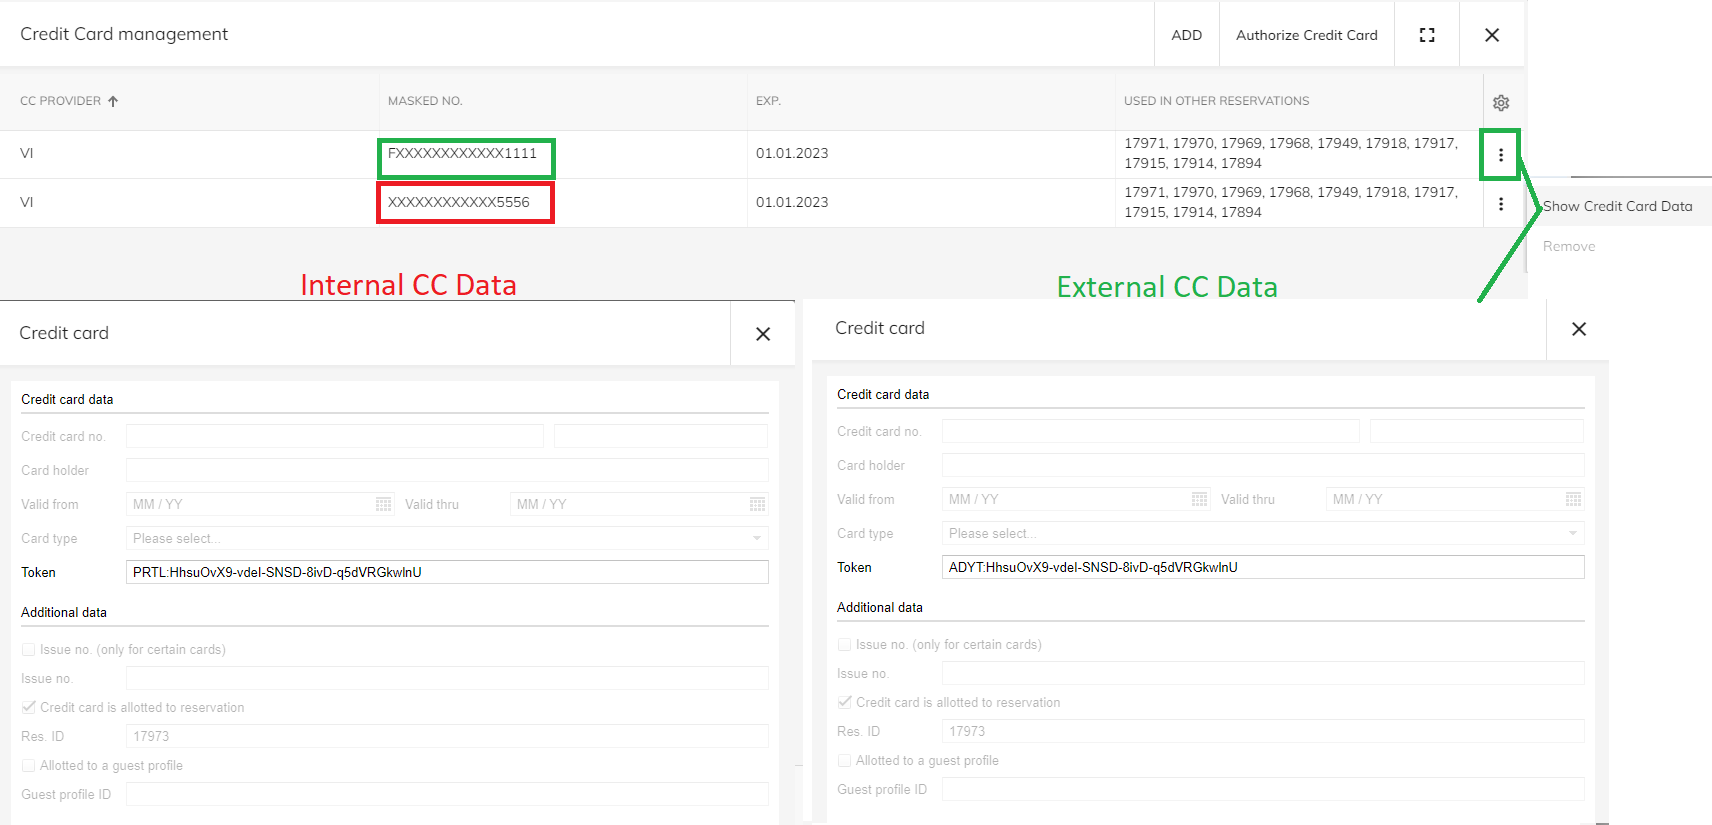 Credit Card management
ADD
Authorize Credit Card
CC PROVIDER
MASKED NO.
EXP.
USED IN OTHER RESERVATIONS
VI
FXXXXXXXXXXXX1111
01.01.2023
17971, 17970, 17969, 17968, 17949, 17918, 17917,
17915, 17914, 17894
VI
XXXXXXXXXXXX5556
01.01.2023
17971, 17970, 17969, 17968, 17949, 17918, 17917,
17915, 17914, 17894
Show Credit Card Data
Remove
Internal CC Data
Credit card
Credit card data
Credit card no.
Card holder
Valid from
MM / YY
Valid thru
MM / YY
Card type
Please select...
Token
PRTL:HhsuOvX9-vdeI-SNSD-8ivD-q5dVRGkwInU
Additional data
Issue no. (only for certain cards)
Issue no.
Credit card is allotted to reservation
Res. ID
17973
Allotted to a guest profile
Guest profile ID
External CC Data
Credit card
Credit card data
Credit card no.
Card holder
Valid from
MM / YY
Valid thru
MM / YY
Card type
Please select...
Token
ADYT:HhsuOvX9-vdeI-SNSD-8ivD-q5dVRGkwInU
Additional data
Issue no. (only for certain cards)
Issue no.
Credit card is allotted to reservation
Res. ID
17973
Allotted to a guest profile
Guest profile ID